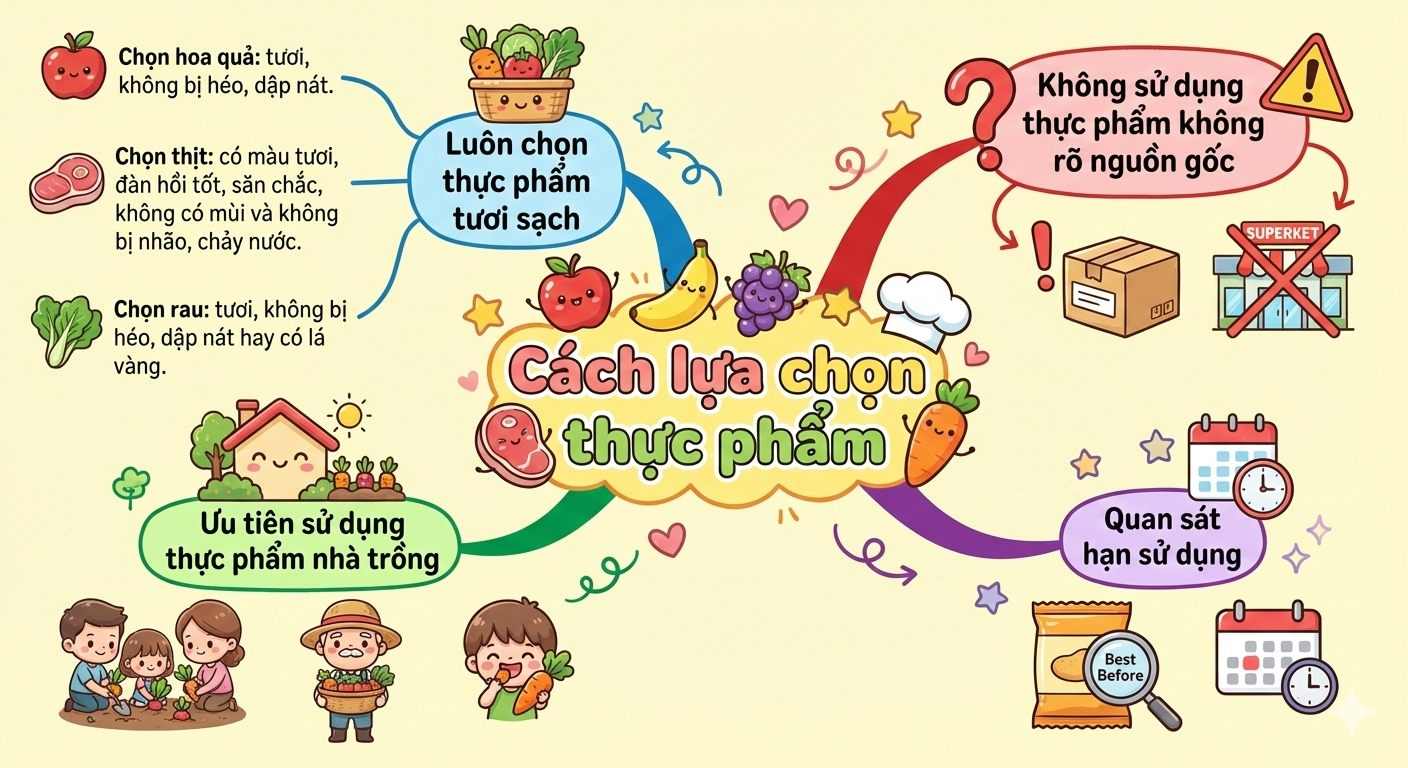 Cách lựa chọn
thực phẩm
Luôn chọn
thực phẩm
tươi sạch
Chọn hoa quả: tươi,
không bị héo, dập nát.
Chọn thịt: có màu tươi,
đàn hồi tốt, săn chắc,
không có mùi và không
bị nhão, chảy nước.
Chọn rau: tươi, không bị
héo, dập nát hay có lá
vàng.
Không sử dụng
thực phẩm không
rõ nguồn gốc
SUPERKET
Ưu tiên sử dụng
thực phẩm nhà trồng
Quan sát
hạn sử dụng
Best
Before